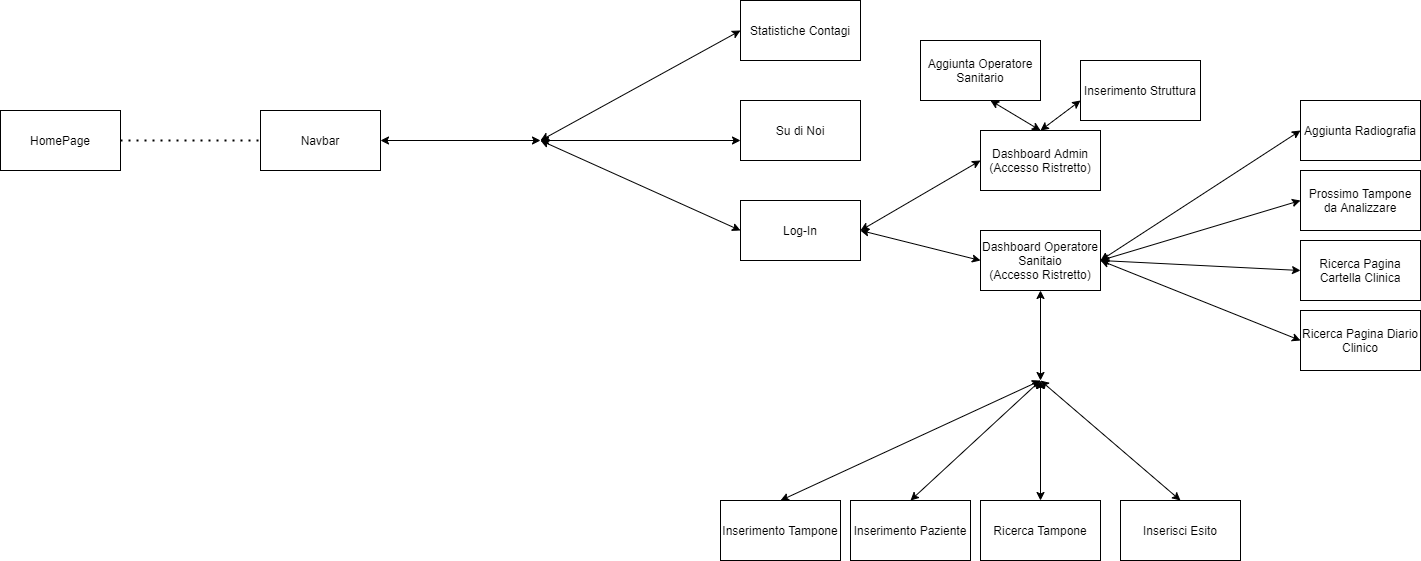 HomePage
Navbar
Statistiche Contagi
Su di Noi
Log-In
Aggiunta Operatore
Sanitario
Inserimento Struttura
Dashboard Admin
(Accesso Ristretto)
Dashboard Operatore
Sanitaio
(Accesso Ristretto)
Aggiunta Radiografia
Prossimo Tampone
da Analizzare
Ricerca Pagina
Cartella Clinica
Ricerca Pagina Diario
Clinico
Inserimento Tampone
Inserimento Paziente
Ricerca Tampone
Inserisci Esito